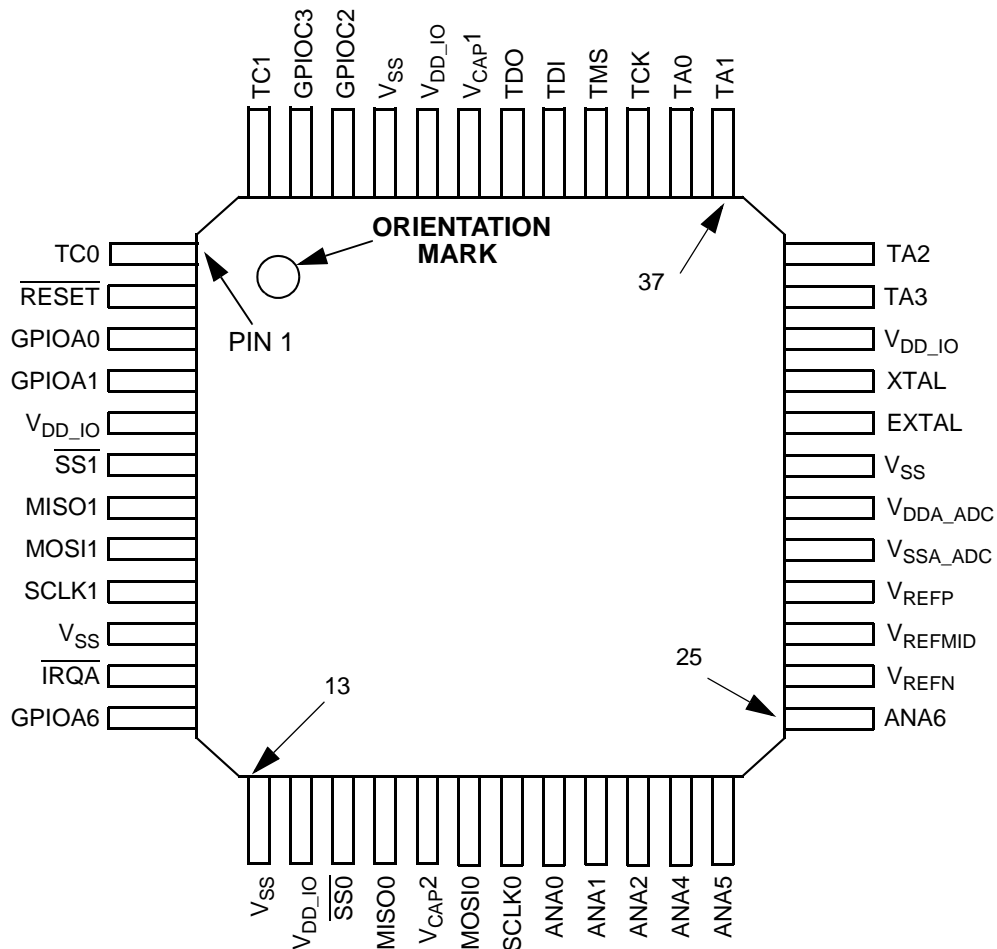 TC1
GPIOC3
GPIOC2
VSS
VDD_IO
VCAP1
TDO
TDI
TMS
TCK
TA0
TA1
ORIENTATION
MARK
PIN 1
37
TC0
RESET
GPIOA0
GPIOA1
VDD_IO
SS1
MISO1
MOSI1
SCLK1
VSS
IRQA
GPIOA6
TA2
TA3
VDD_IO
XTAL
EXTAL
VSS
VDDA_ADC
VSSA_ADC
VREFP
VREFMID
VREFN
ANA6
13
25
VSS
VDD_IO
SS0
MISO0
VCAP2
MOSI0
SCLK0
ANA0
ANA1
ANA2
ANA4
ANA5